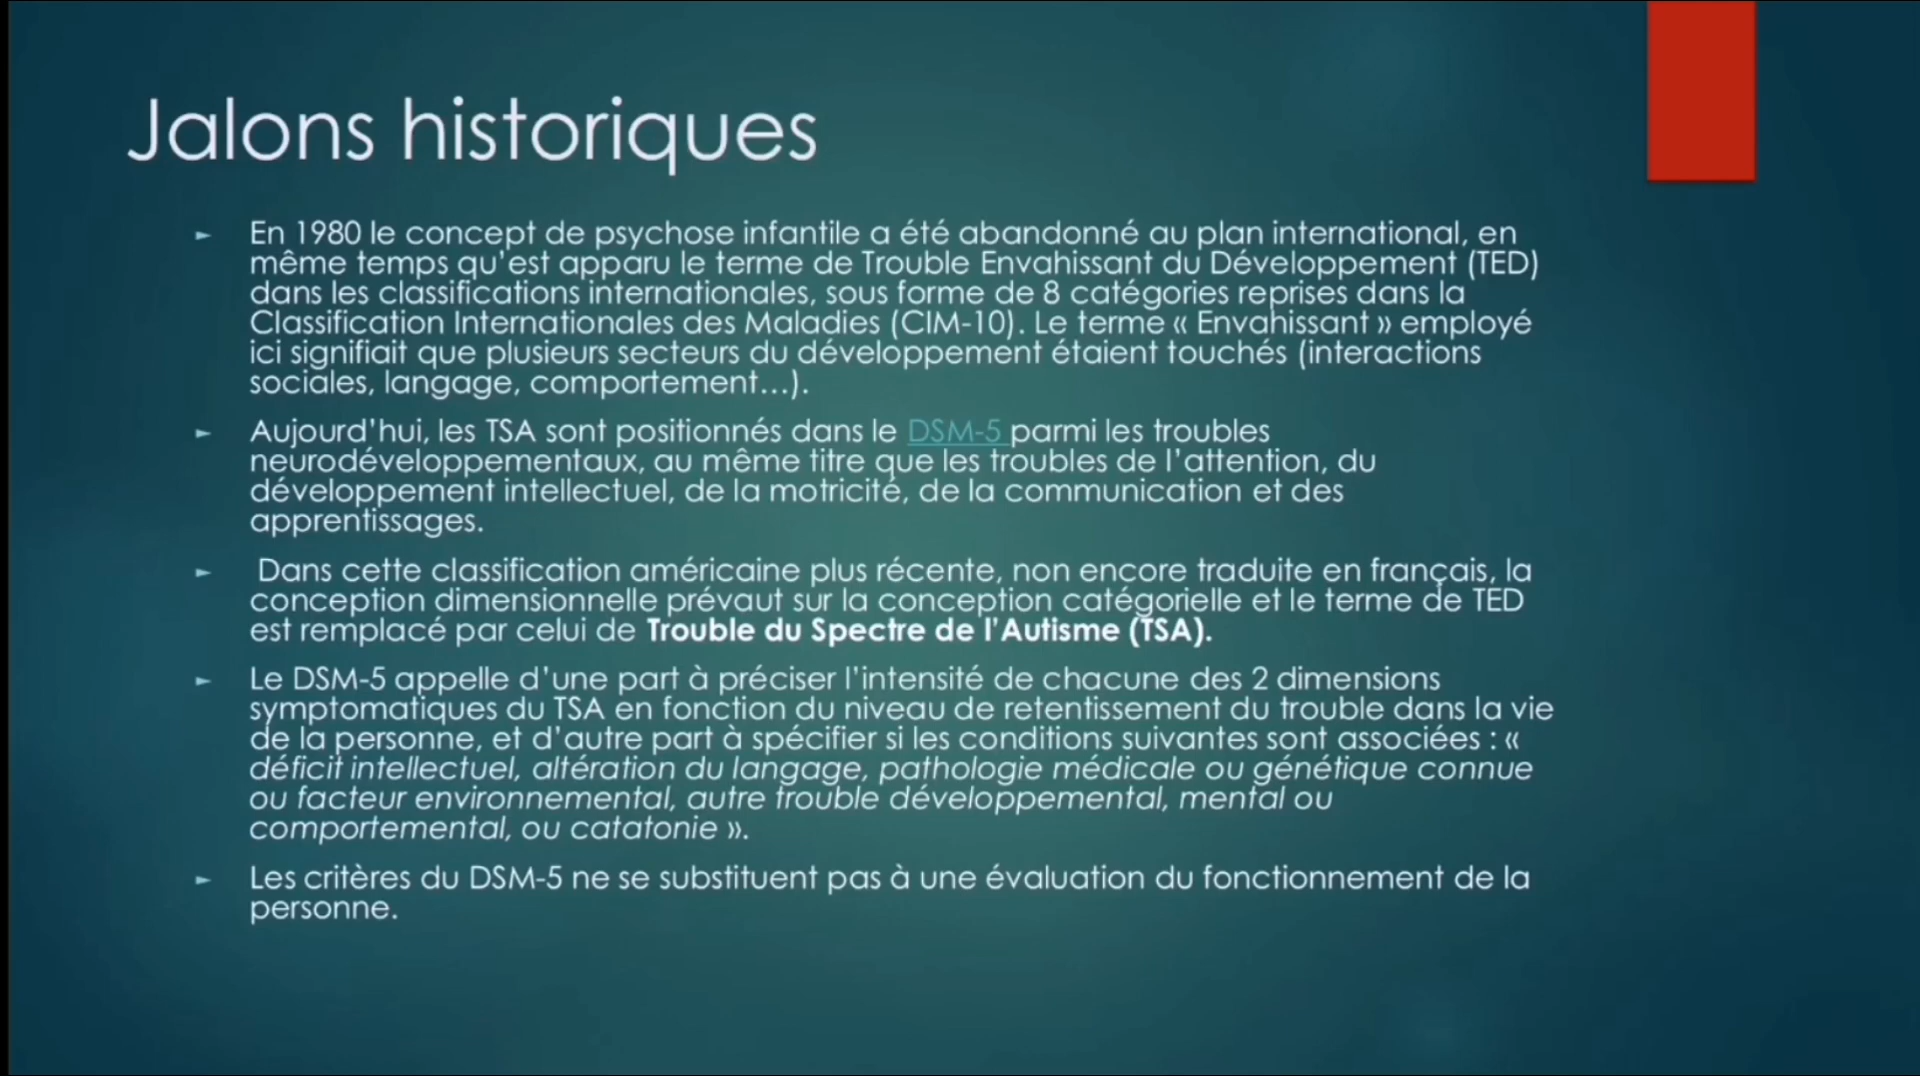 Jalons historiques
► En 1980 le concept de psychose infantile a été abandonné au plan international, en
même temps qu'est apparu le terme de Trouble Envahissant du Développement (TED)
dans les classifications internationales, sous forme de 8 catégories reprises dans la
Classification Internationales des Maladies (CIM-10). Le terme « Envahissant » employé
ici signifiait que plusieurs secteurs du développement étaient touchés (interactions
sociales, langage, comportement…).
► Aujourd'hui, les TSA sont positionnés dans le DSM-5 parmi les troubles
neurodéveloppementaux, au même titre que les troubles de l'attention, du
développement intellectuel, de la motricité, de la communication et des
apprentissages.
► Dans cette classification américaine plus récente, non encore traduite en français, la
conception dimensionnelle prévaut sur la conception catégorielle et le terme de TED
est remplacé par celui de Trouble du Spectre de l'Autisme (TSA).
► Le DSM-5 appelle d'une part à préciser l'intensité de chacune des 2 dimensions
symptomatiques du TSA en fonction du niveau de retentissement du trouble dans la vie
de la personne, et d'autre part à spécifier si les conditions suivantes sont associées : «
déficit intellectuel, altération du langage, pathologie médicale ou génétique connue
ou facteur environnemental, autre trouble développemental, mental ou
comportemental, ou catatonie ».
► Les critères du DSM-5 ne se substituent pas à une évaluation du fonctionnement de la
personne.